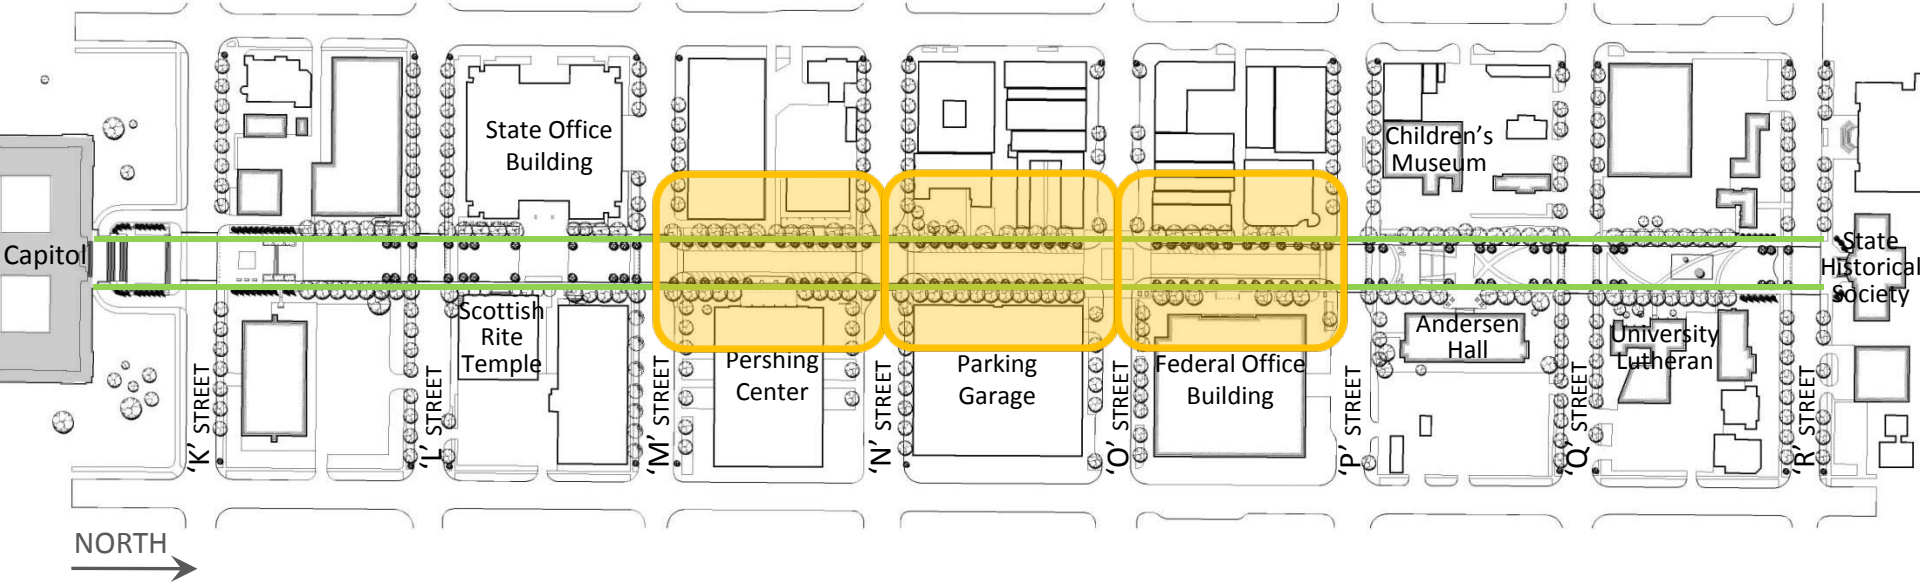 State Office
Building
Children's
Museum
Capitol
State
Historical
Society
Scottish
Rite
Temple
Pershing
Center
Parking
Garage
Federal Office
Building
Andersen
Hall
University
Lutheran
‘K’ STREET
‘L’ STREET
‘M’ STREET
‘N’ STREET
‘O’ STREET
‘P’ STREET
‘Q’ STREET
‘R’ STREET
NORTH